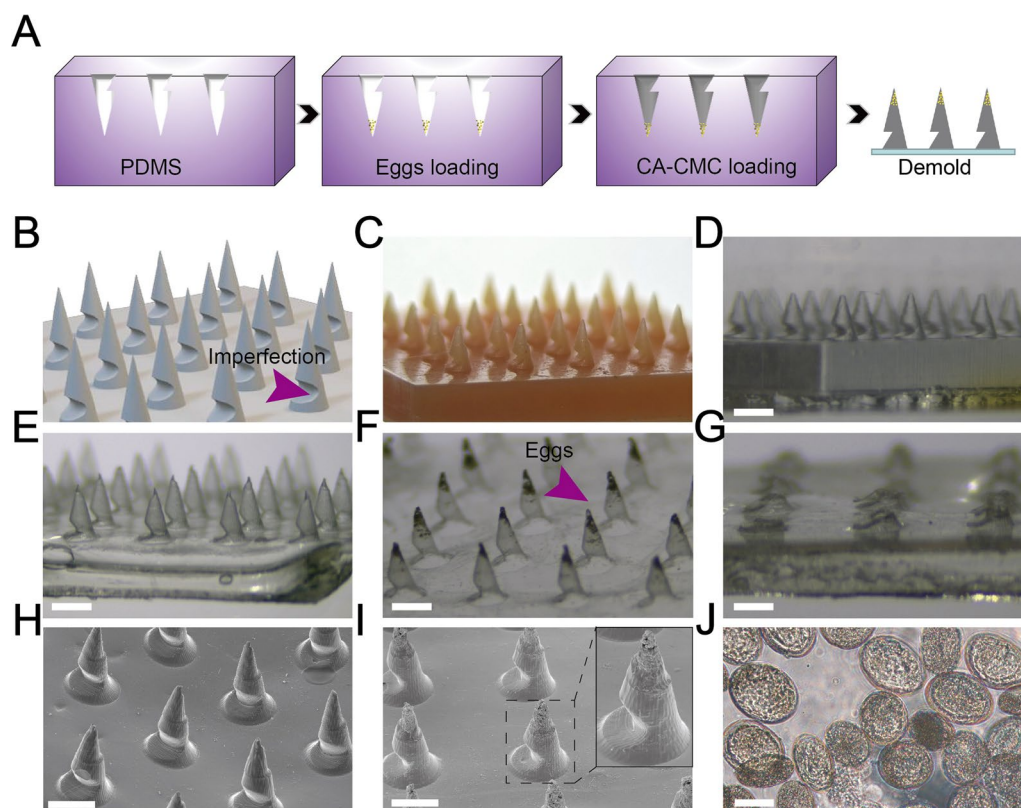 A
PDMS
Eggs loading
CA-CMC loading
Demold
B
C
D
Imperfection
E
F
G
Eggs
H
I
J